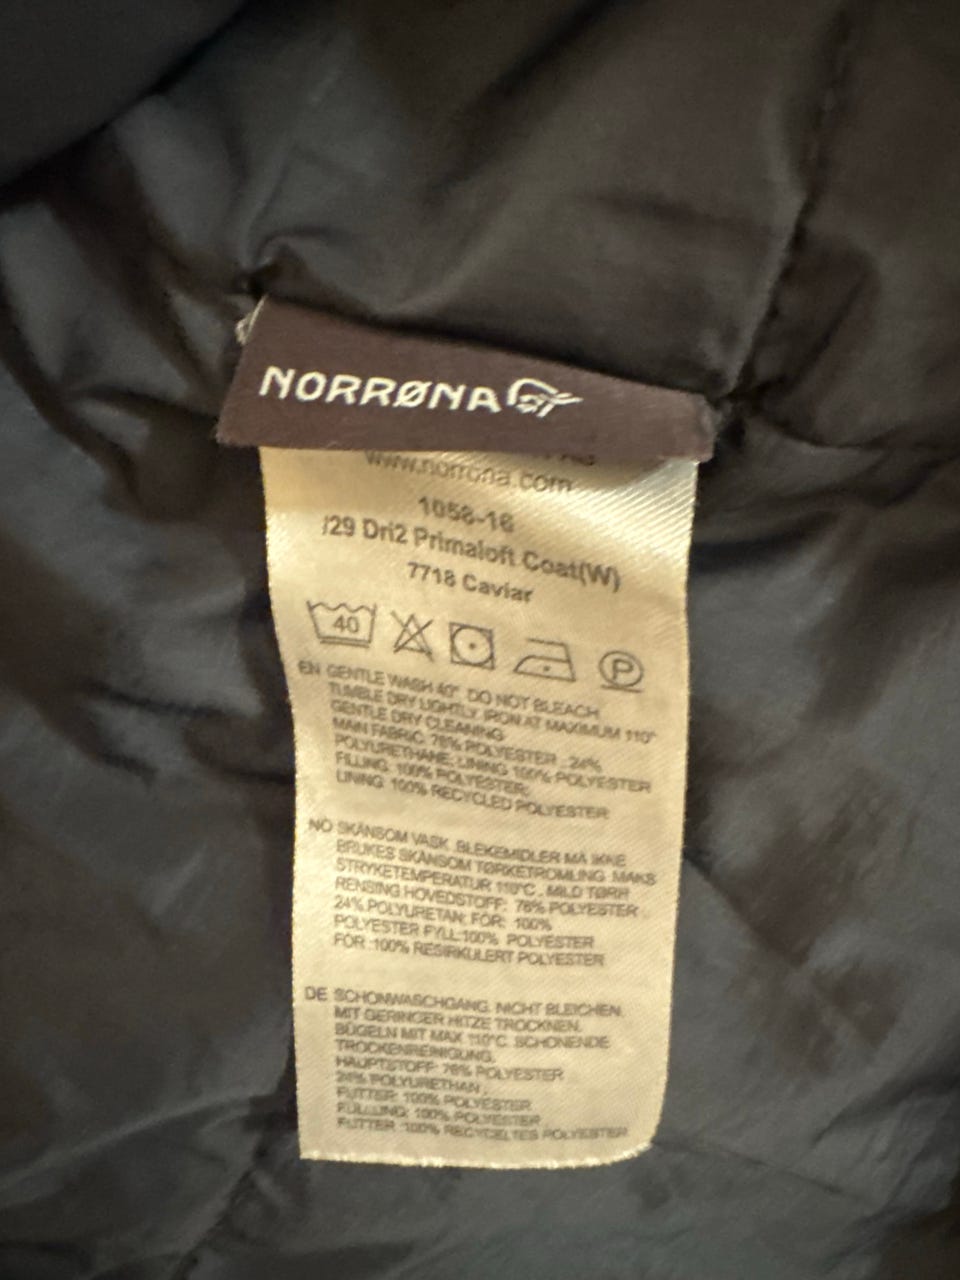 NORRØNA
www.norrona.com
1058-16
/29 Dri2 Primaloft Coat(W)
7718 Caviar
40
P
EN GENTLE WASH 40° DO NOT BLEACH
TUMBLE DRY LIGHTLY. IRON AT MAXIMUM 110°
GENTLE DRY CLEANING
MAIN FABRIC: 76% POLYESTER , 24%
POLYURETHANE; LINING 100% POLYESTER
FILLING: 100% POLYESTER;
LINING: 100% RECYCLED POLYESTER
NO SKÅNSOM VASK. BLEKEMIDLER MÅ IKKE
BRUKES SKÅNSOM TØRKETROMLING. MAKS
STRYKETEMPERATUR 110°C . MILD TØRR
RENSING HOVEDSTOFF: 76% POLYESTER ,
24% POLYURETAN; FÓR: 100%
POLYESTER FYLL:100% POLYESTER
FÓR :100% RESIRKULERT POLYESTER
DE SCHONWASCHGANG. NICHT BLEICHEN.
MIT GERINGER HITZE TROCKNEN.
BÜGELN MIT MAX 110°C. SCHONENDE
TROCKENREINIGUNG.
HAUPTSTOFF: 76% POLYESTER
24% POLYURETHAN ;
FUTTER: 100% POLYESTER
FÜLLUNG: 100% POLYESTER
FUTTER :100% RECYCELTES POLYESTER